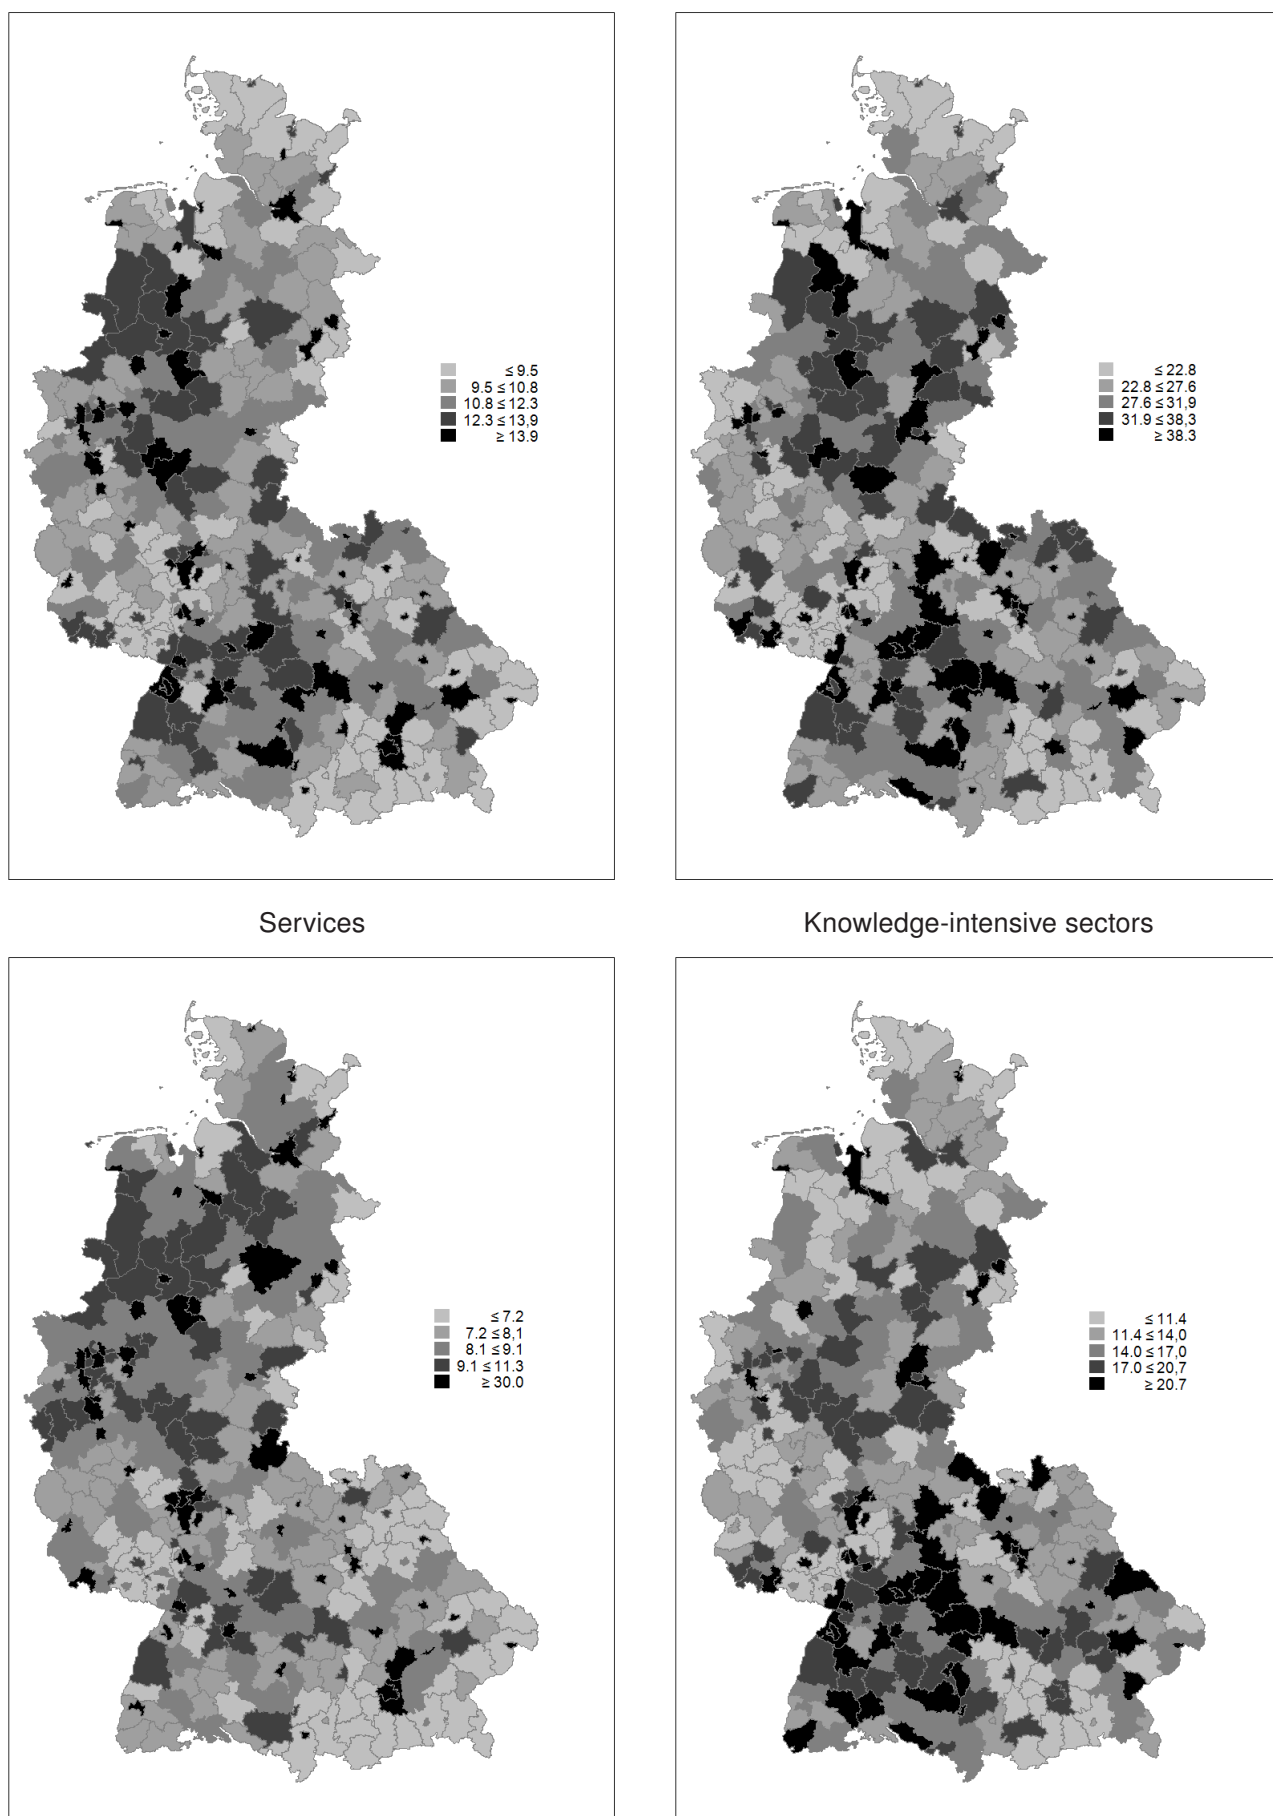 ≤ 9.5
9.5 ≤ 10.8
10.8 ≤ 12.3
12.3 ≤ 13,9
≥ 13.9
≤ 22.8
22.8 ≤ 27.6
27.6 ≤ 31,9
31.9 ≤ 38,3
≥ 38.3
Services
Knowledge-intensive sectors
≤ 7.2
7.2 ≤ 8,1
8.1 ≤ 9.1
9.1 ≤ 11.3
≥ 30.0
≤ 11.4
11.4 ≤ 14,0
14.0 ≤ 17,0
17.0 ≤ 20,7
≥ 20.7